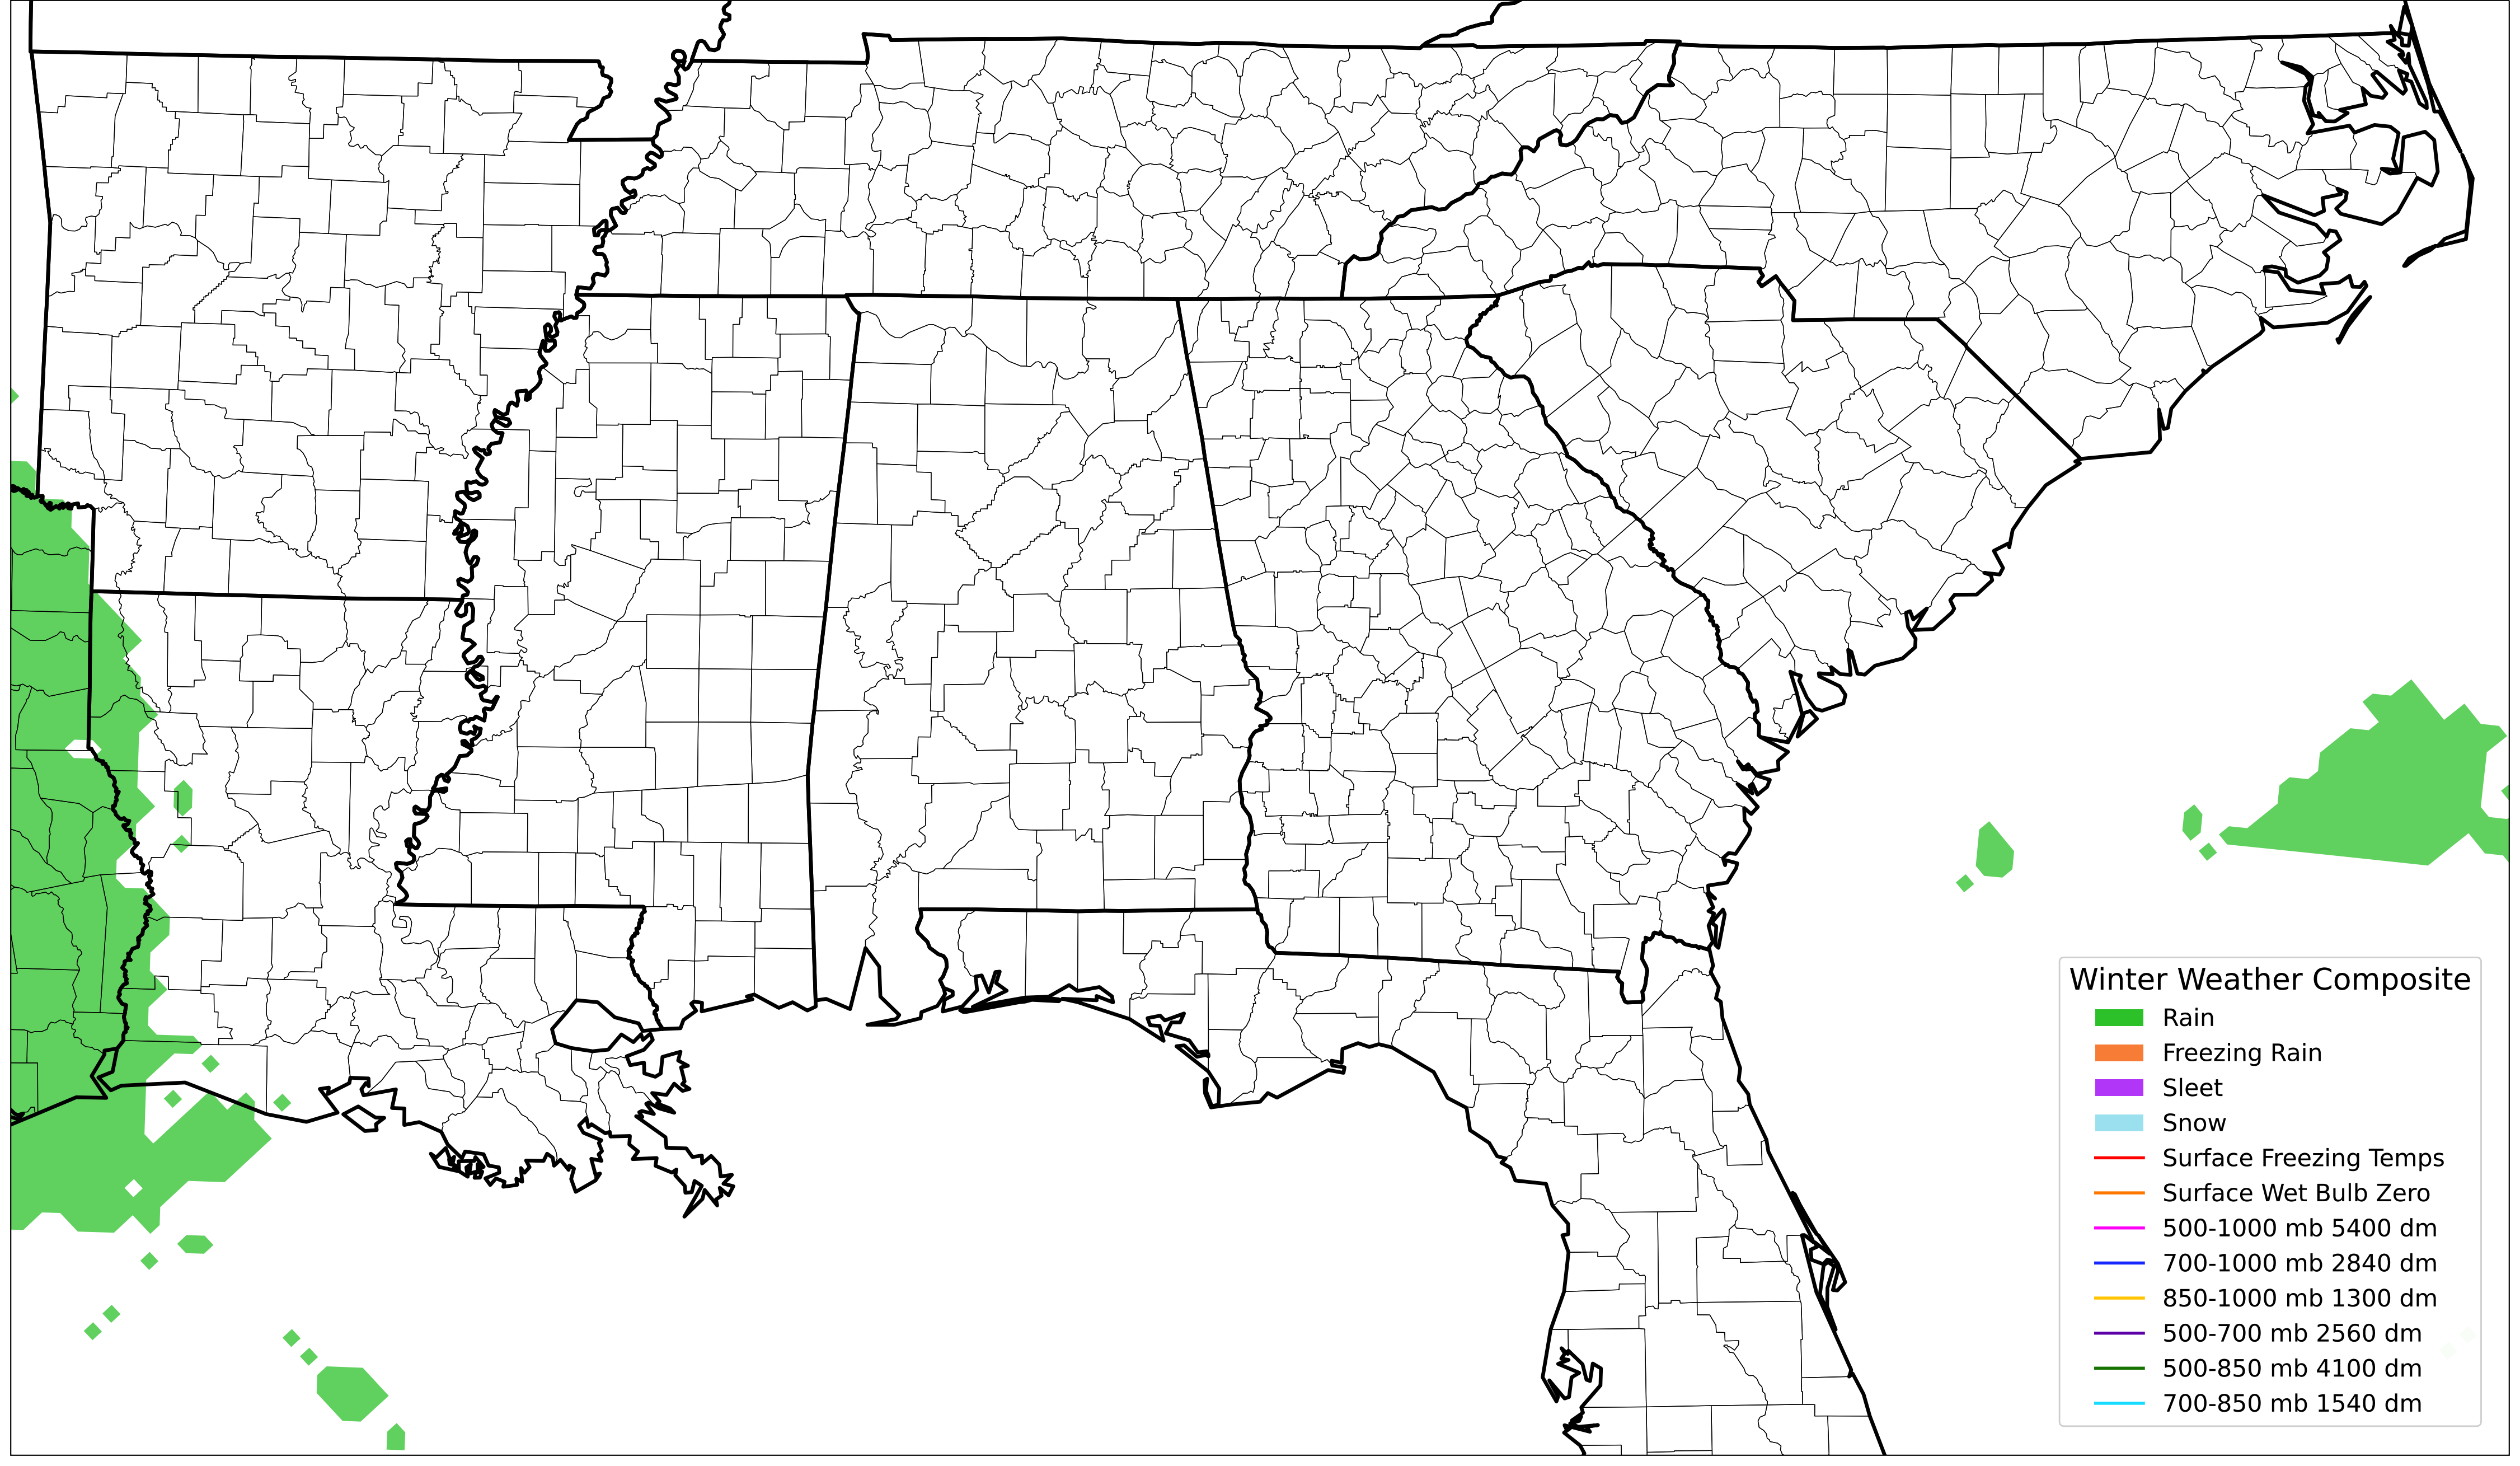 Winter Weather Composite
Rain
Freezing Rain
Sleet
Snow
Surface Freezing Temps
Surface Wet Bulb Zero
500-1000 mb 5400 dm
700-1000 mb 2840 dm
850-1000 mb 1300 dm
500-700 mb 2560 dm
500-850 mb 4100 dm
700-850 mb 1540 dm